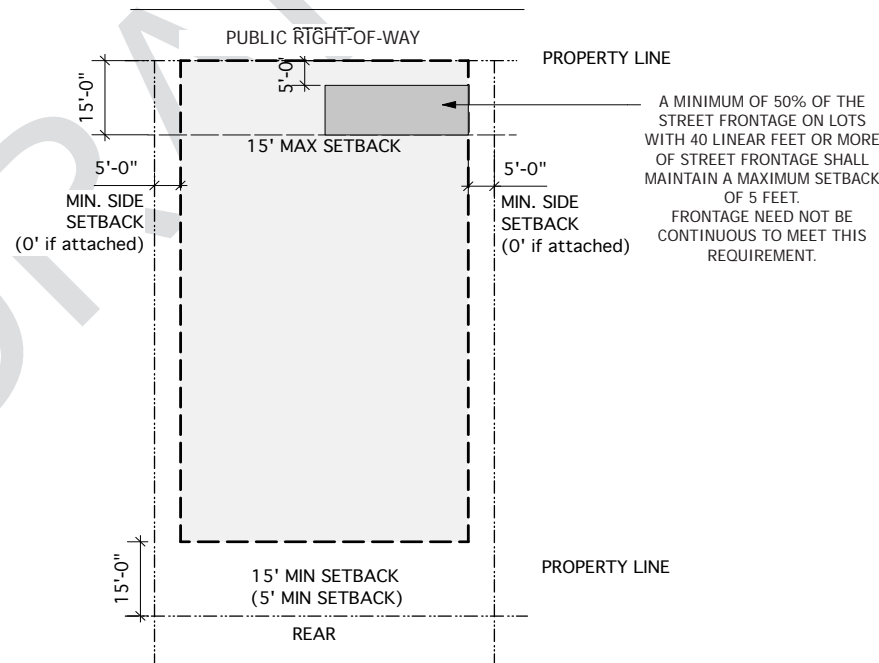 STREET
PUBLIC RIGHT-OF-WAY
PROPERTY LINE
5'-0"
15'-0"
A MINIMUM OF 50% OF THE
STREET FRONTAGE ON LOTS
WITH 40 LINEAR FEET OR MORE
OF STREET FRONTAGE SHALL
MAINTAIN A MAXIMUM SETBACK
OF 5 FEET.
FRONTAGE NEED NOT BE
CONTINUOUS TO MEET THIS
REQUIREMENT.
15' MAX SETBACK
5'-0"
MIN. SIDE
SETBACK
(0' if attached)
5'-0"
MIN. SIDE
SETBACK
(0' if attached)
15'-0"
15' MIN SETBACK
(5' MIN SETBACK)
PROPERTY LINE
REAR